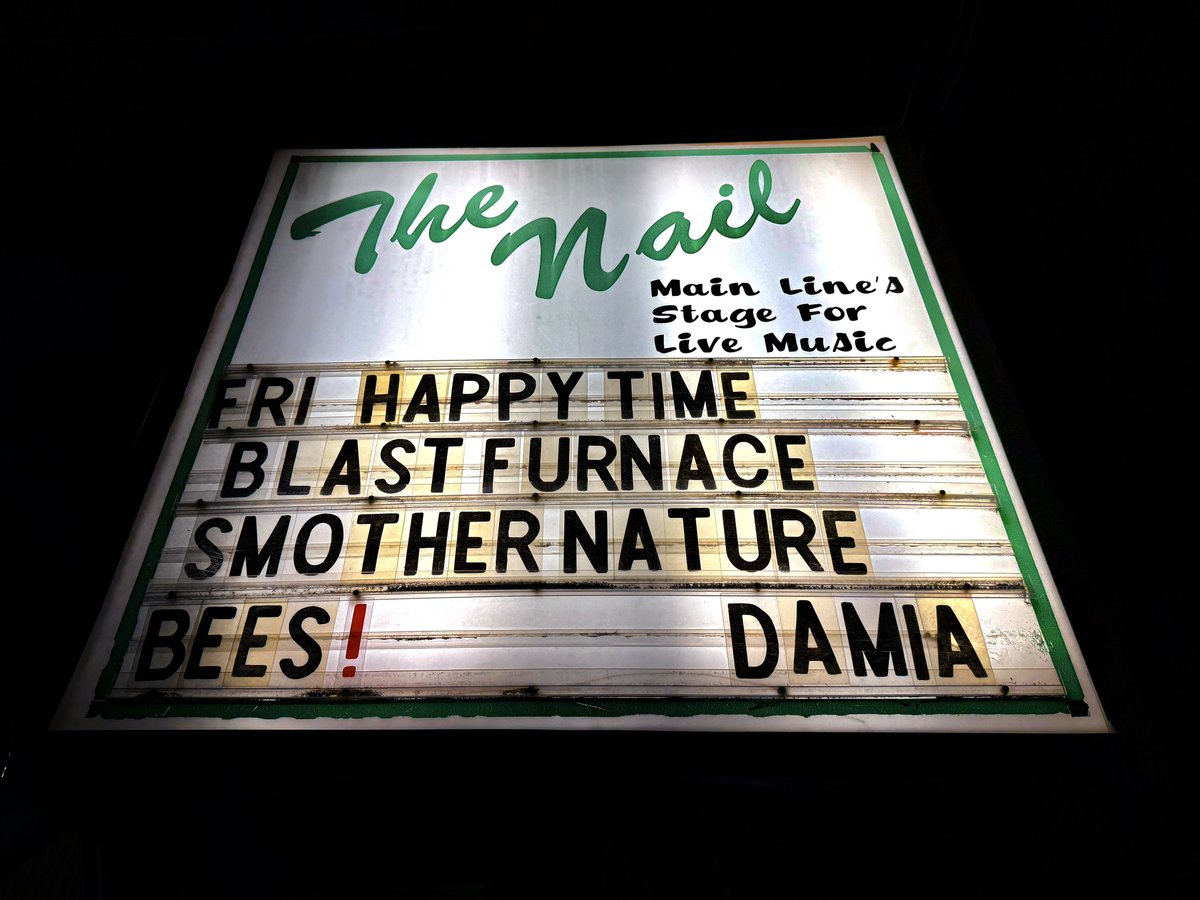 The Nail
Main Line's
Stage For
Live Music
FRI HAPPY TIME
BLAST FURNACE
SMOTHER NATURE
BEES! DAMIA